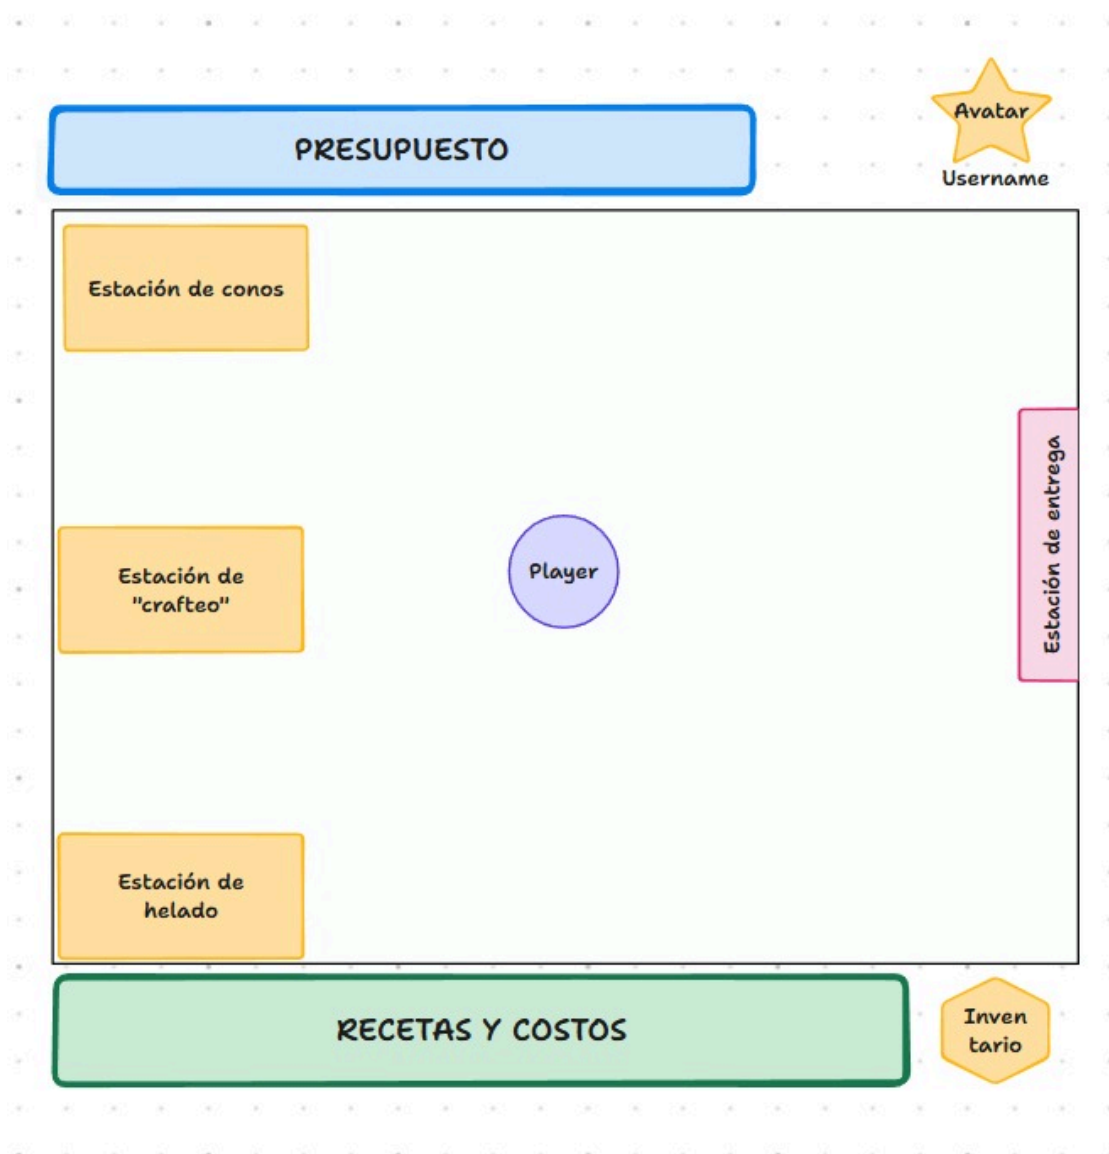 Avatar
PRESUPUESTO
Username
Estación de conos
Estación de entrega
Estación de
"crafteo"
Player
Estación de
helado
RECETAS Y COSTOS
Inven
tario